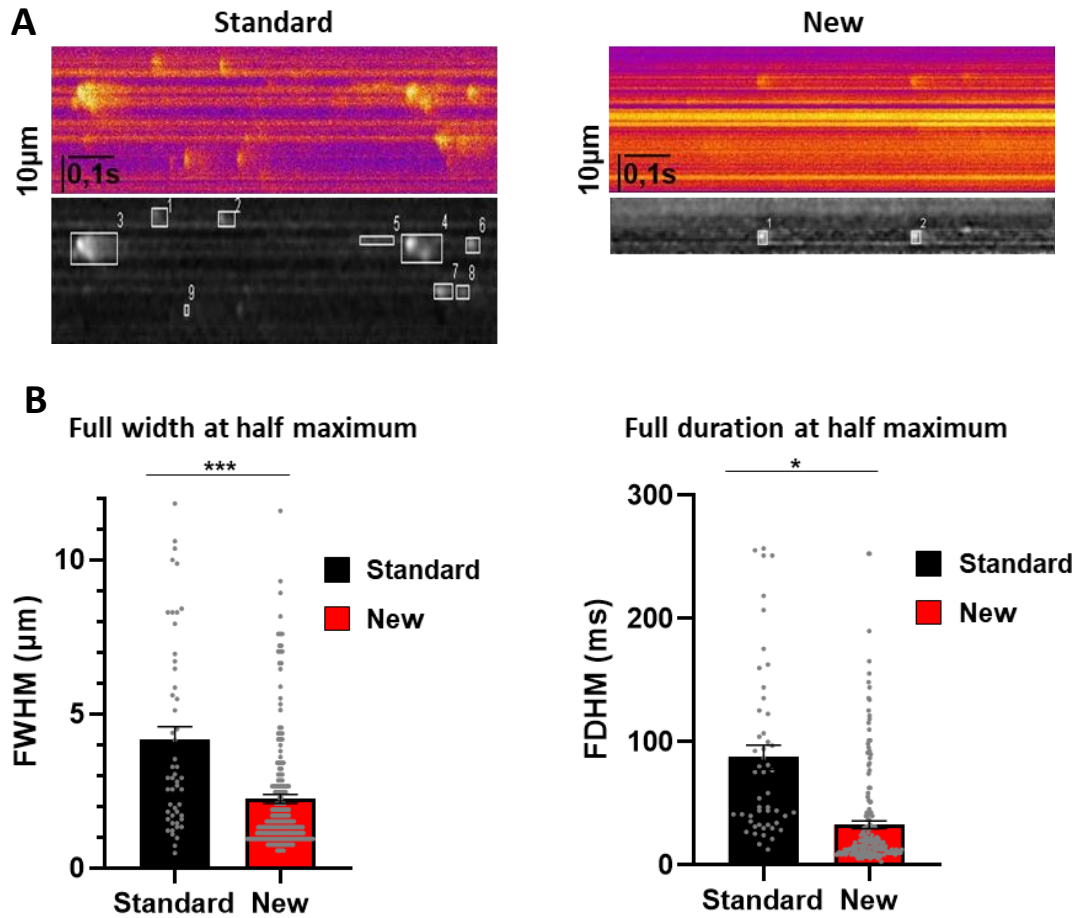 A
Standard
New
10µm
0,1s
10µm
0,1s
1
2
3
5
4
6
7
8
9
1
2
B
Full width at half maximum
***
10
5
0
FWHM (µm)
Standard
New
Standard
New
Full duration at half maximum
*
300
200
100
0
FDHM (ms)
Standard
New
Standard
New